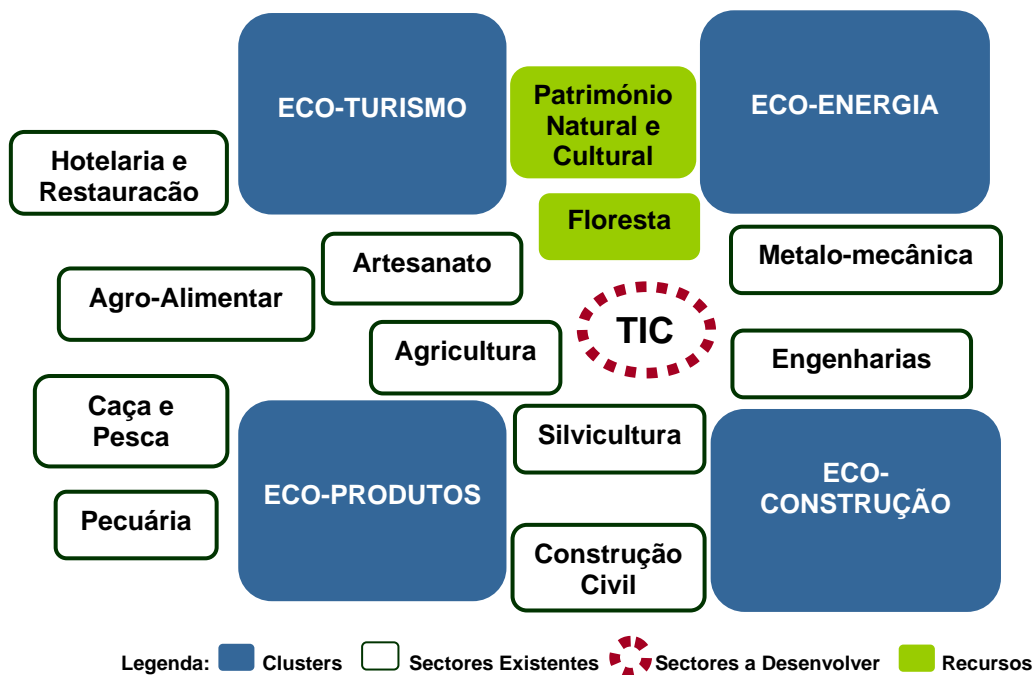 ECO-TURISMO
Património
Natural e
Cultural
ECO-ENERGIA
Hotelaria e
Restauração
Floresta
Artesanato
Metalo-mecânica
Agro-Alimentar
TIC
Agricultura
Engenharias
Caça e
Pesca
Silvicultura
ECO-PRODUTOS
ECO-
CONSTRUÇÃO
Pecuária
Construção
Civil
Legenda: Clusters Sectores Existentes Sectores a Desenvolver Recursos